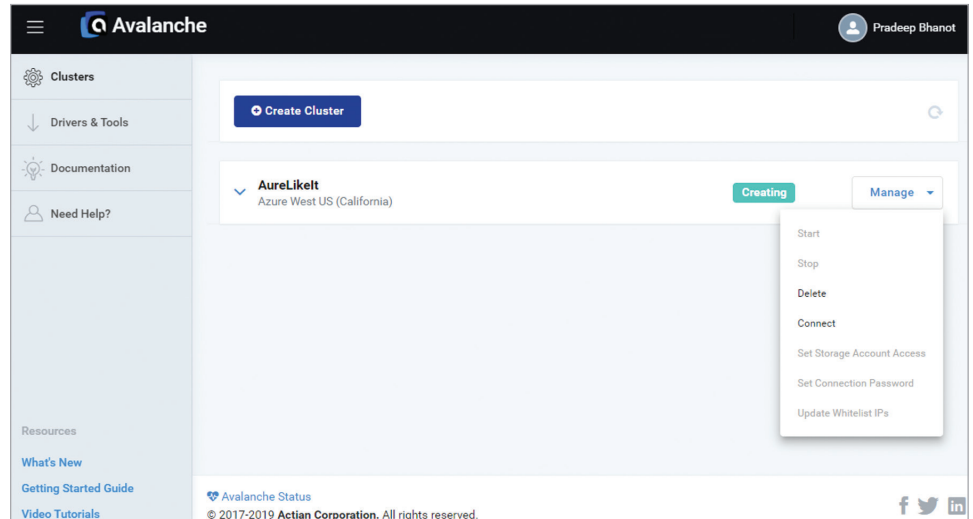 Avalanche
Pradeep Bhanot
Clusters
Drivers & Tools
Documentation
Need Help?
Resources
What's New
Getting Started Guide
Video Tutorials
Create Cluster
AureLikeIt
Azure West US (California)
Creating
Manage
Start
Stop
Delete
Connect
Set Storage Account Access
Set Connection Password
Update Whitelist IPs
Avalanche Status
© 2017-2019 Actian Corporation. All rights reserved.